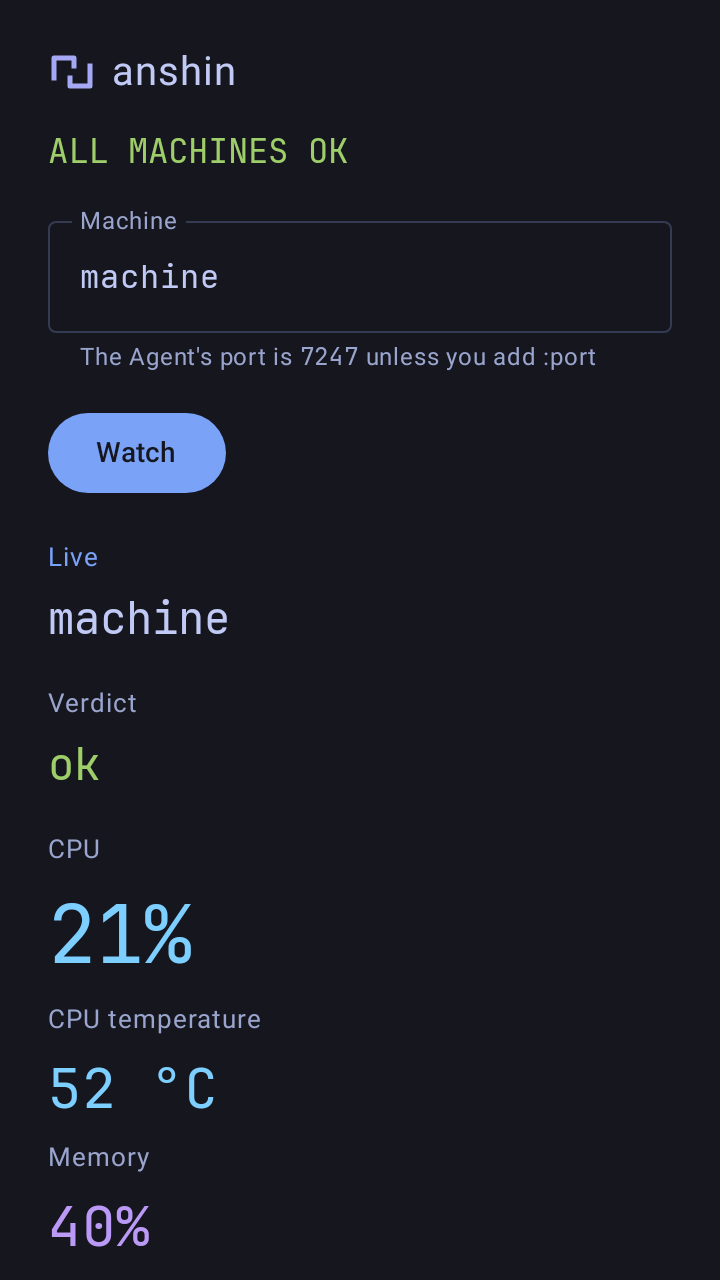 anshin
ALL MACHINES OK
Machine
machine
The Agent's port is 7247 unless you add :port
Watch
Live
machine
Verdict
ok
CPU
21%
CPU temperature
52 °C
Memory
40%